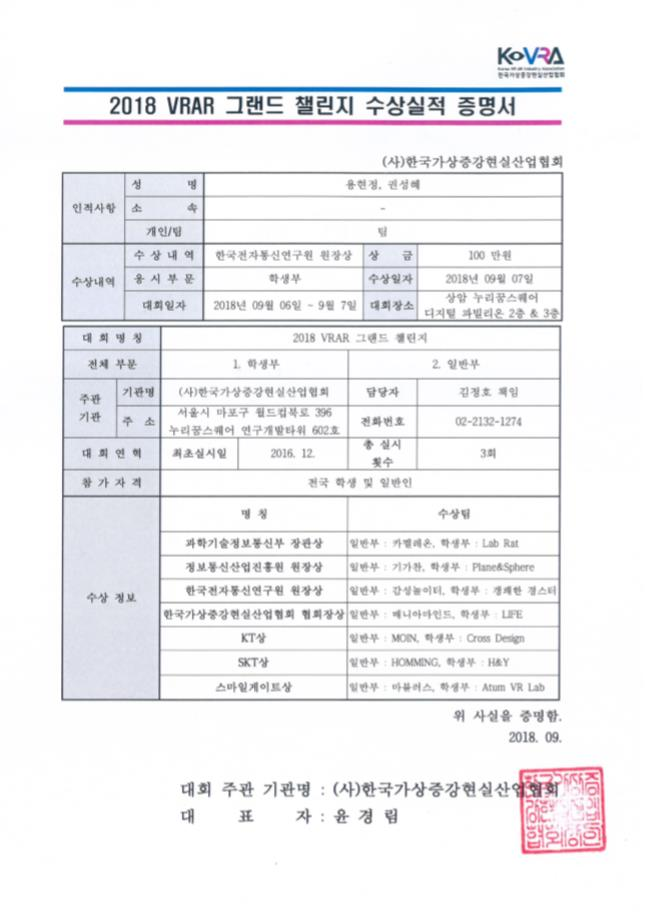 KoVRA
Korea VR AR Industry Association
한국가상증강현실산업협회
2018 VRAR 그랜드 챌린지 수상실적 증명서
(사)한국가상증강현실산업협회
인적사항
성 명
용현정, 권성혜
소 속
-
개인/팀
팀
수상내역
수 상 내 역
한국전자통신연구원 원장상
상 금
100 만원
응 시 부 문
학생부
수상일자
2018년 09월 07일
대회일자
2018년 09월 06일 ~ 9월 7일
대회장소
상암 누리꿈스퀘어
디지털 파빌리온 2층 & 3층
대 회 명 칭
2018 VRAR 그랜드 챌린지
전체 부문
1. 학생부
2. 일반부
주관
기관
기관명
(사)한국가상증강현실산업협회
담당자
김정호 책임
주 소
서울시 마포구 월드컵북로 396
누리꿈스퀘어 연구개발타워 602호
전화번호
02-2132-1274
대 회 연 혁
최초실시일
2016. 12.
총 실시
횟수
3회
참 가 자 격
전국 학생 및 일반인
수상 정보
명 칭
수상팀
과학기술정보통신부 장관상
일반부 : 카멜레온, 학생부 : Lab Rat
정보통신산업진흥원 원장상
일반부 : 기가찬, 학생부 : Plane&Sphere
한국전자통신연구원 원장상
일반부 : 감성놀이터, 학생부 : 갱쾌한 갱스터
한국가상증강현실산업협회 협회장상
일반부 : 매니아마인드, 학생부 : LIFE
KT상
일반부 : MOIN, 학생부 : Cross Design
SKT상
일반부 : HOMMING, 학생부 : H&Y
스마일게이트상
일반부 : 마블러스, 학생부 : Atum VR Lab
위 사실을 증명함.
2018. 09.
대회 주관 기관명 : (사)한국가상증강현실산업협회
대 표 자 : 윤 경 림